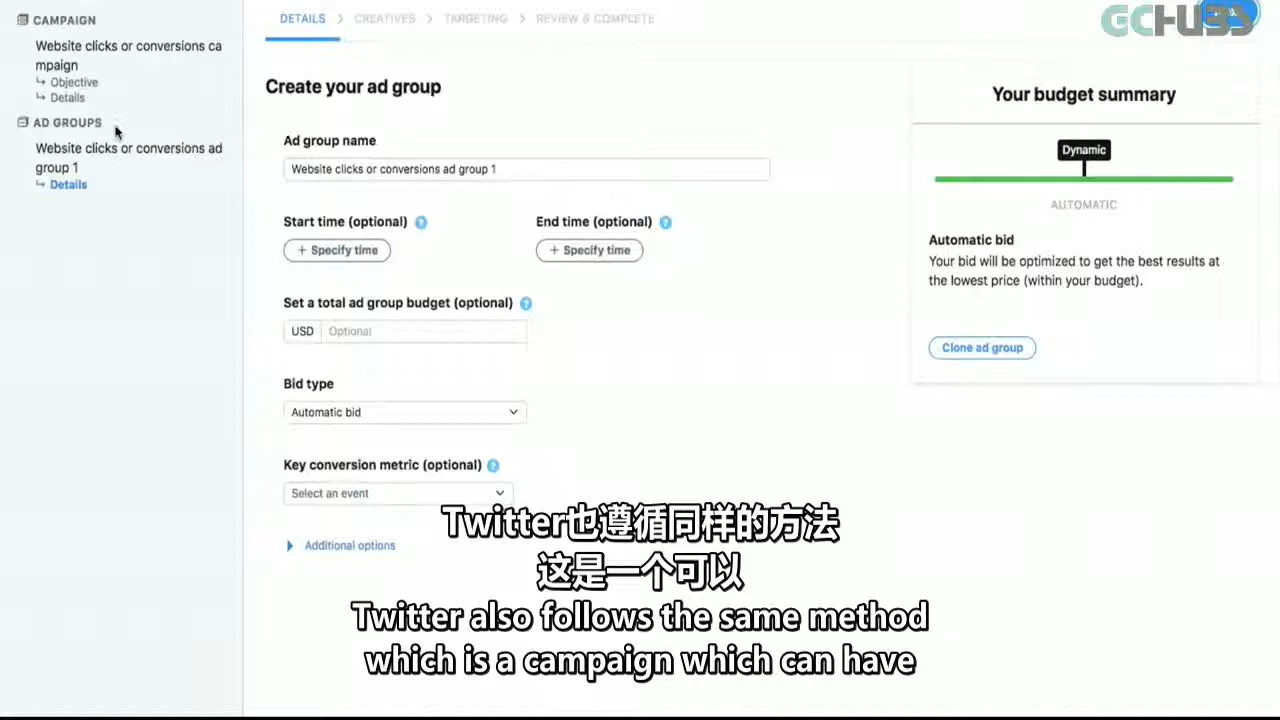 CAMPAIGN
Website clicks or conversions ca
mpaign
Objective
Details
AD GROUPS
Website clicks or conversions ad
group 1
Details
DETAILS
CREATIVES
TARGETING
REVIEW & COMPLETE
GCHUBS
Create your ad group
Ad group name
Website clicks or conversions ad group 1
Start time (optional) ?
End time (optional) ?
+ Specify time
+ Specify time
Set a total ad group budget (optional) ?
USD Optional
Bid type
Automatic bid
Key conversion metric (optional) ?
Select an event
Additional options
Your budget summary
Dynamic
AUTOMATIC
Automatic bid
Your bid will be optimized to get the best results at
the lowest price (within your budget).
Clone ad group
Twitter也遵循同样的方法
这是一个可以
Twitter also follows the same method
which is a campaign which can have